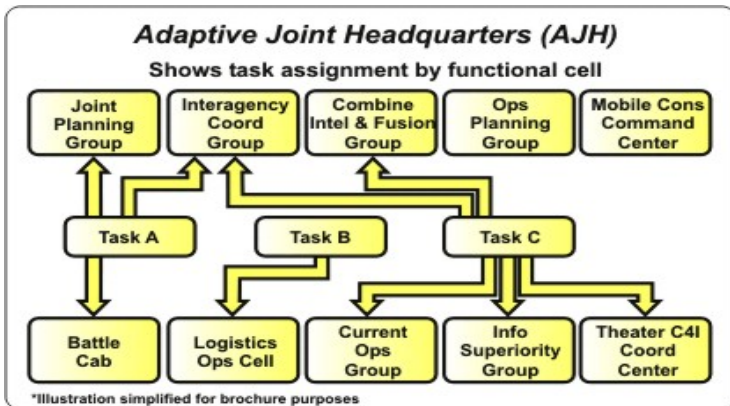 Adaptive Joint Headquarters (AJH)
Shows task assignment by functional cell
Joint
Planning
Group
Interagency
Coord
Group
Combine
Intel & Fusion
Group
Ops
Planning
Group
Mobile Cons
Command
Center
Task A
Task B
Task C
Battle
Cab
Logistics
Ops Cell
Current
Ops
Group
Info
Superiority
Group
Theater C4I
Coord
Center
*Illustration simplified for brochure purposes